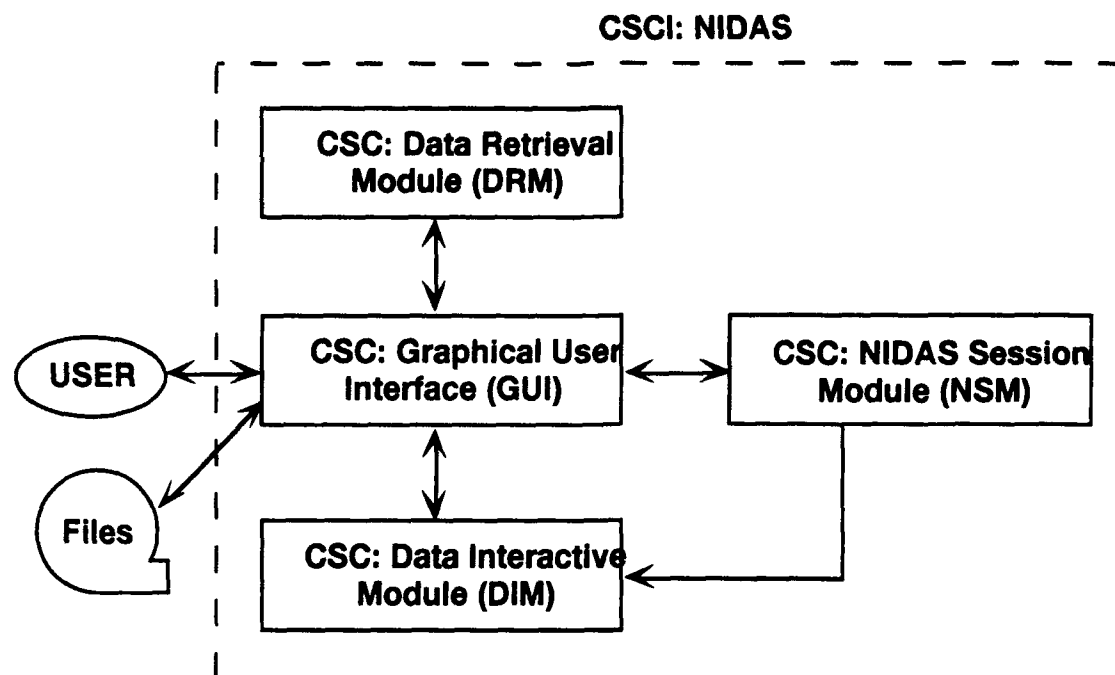 CSCI: NIDAS
CSC: Data Retrieval
Module (DRM)
CSC: Graphical User
Interface (GUI)
CSC: NIDAS Session
Module (NSM)
USER
Files
CSC: Data Interactive
Module (DIM)